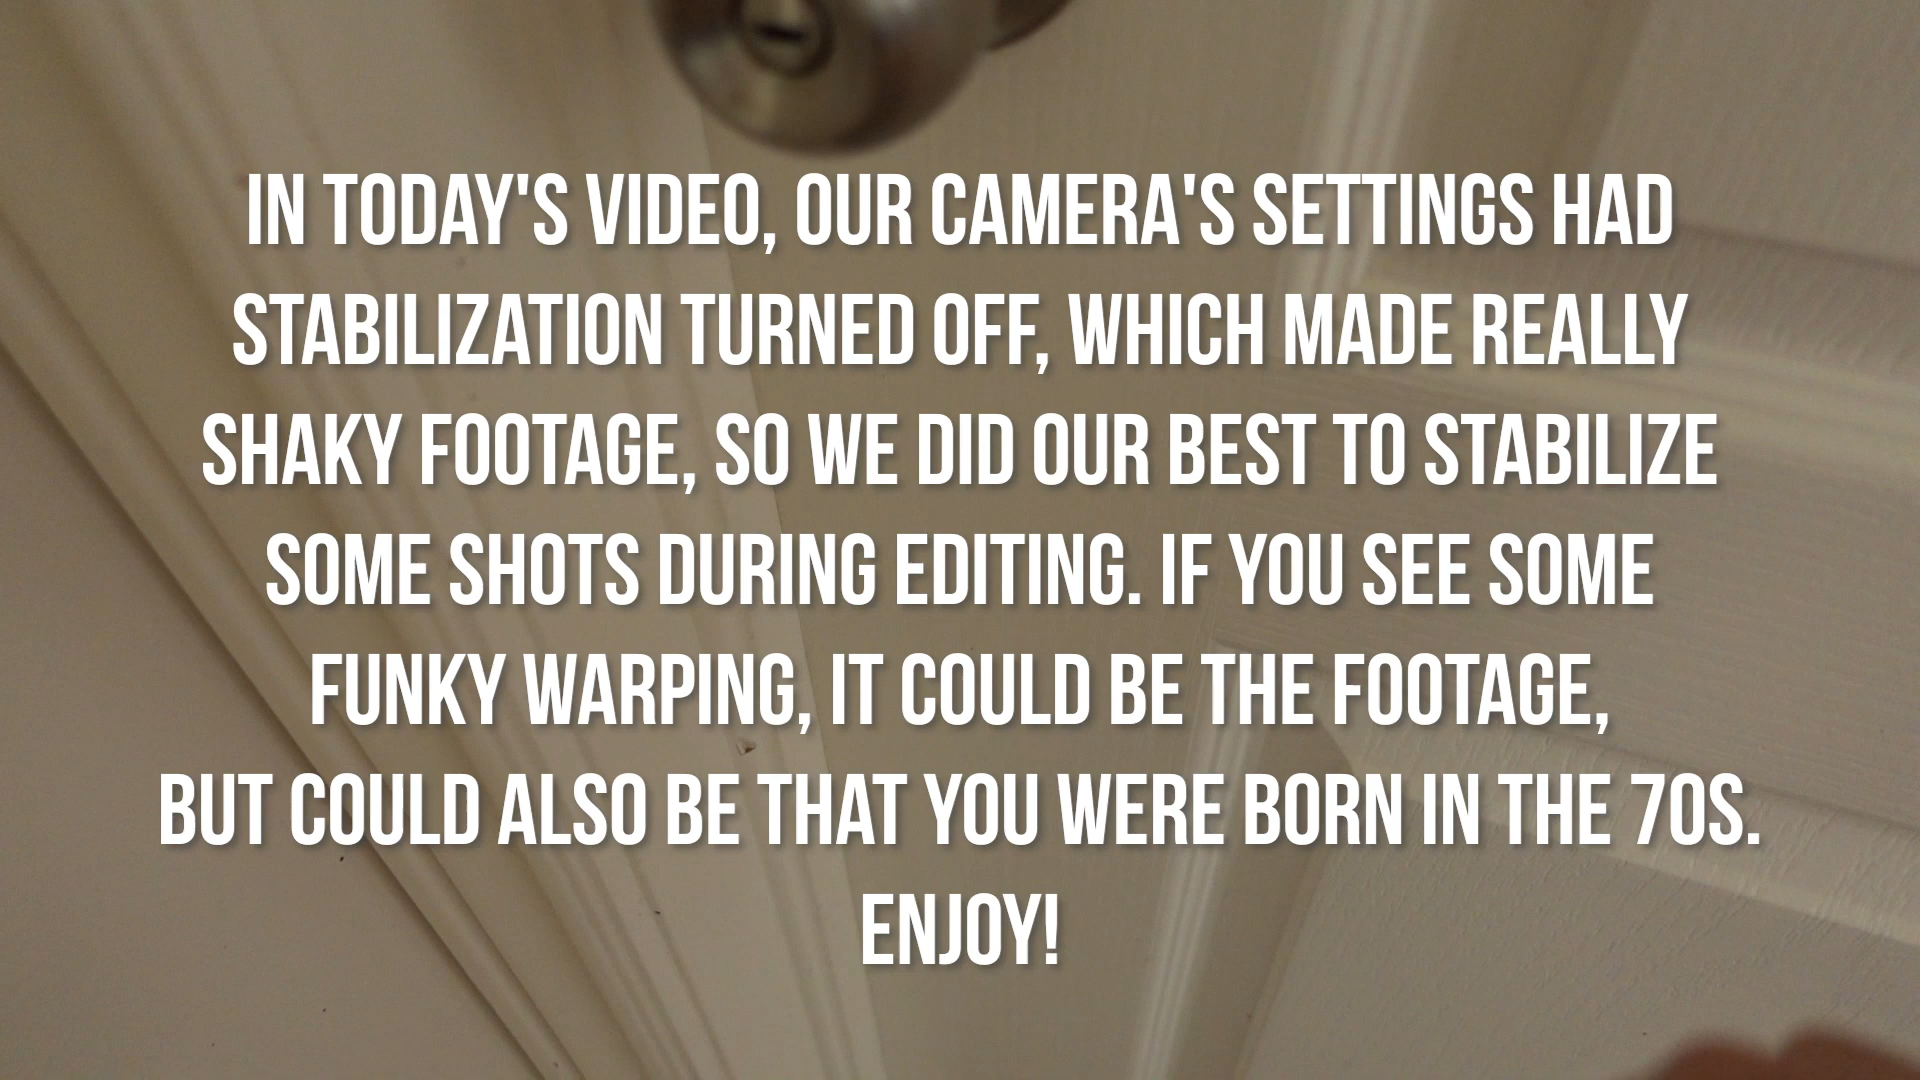 IN TODAY'S VIDEO, OUR CAMERA'S SETTINGS HAD
STABILIZATION TURNED OFF, WHICH MADE REALLY
SHAKY FOOTAGE, SO WE DID OUR BEST TO STABILIZE
SOME SHOTS DURING EDITING. IF YOU SEE SOME
FUNKY WARPING, IT COULD BE THE FOOTAGE,
BUT COULD ALSO BE THAT YOU WERE BORN IN THE 70S.
ENJOY!